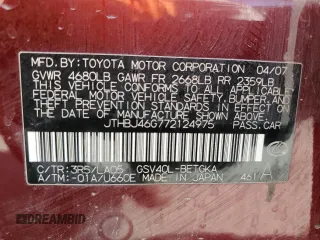 MFD. BY: TOYOTA MOTOR CORPORATION 04/07
GVWR 4680LB GAWR FR 2668LB RR 2359LB
THIS VEHICLE CONFORMS TO ALL APPLICABLE
FEDERAL MOTOR VEHICLE SAFETY, BUMPER, AND
THEFT PREVENTION STANDARDS IN EFFECT ON
THE DATE OF MANUFACTURE SHOWN ABOVE.
JTHBJ46G772124975 PASS.CAR
C/TR: 3R5/LA05 GSV40L-BETGKA
A/TM: -01A/U660E MADE IN JAPAN 461 A
autobidmaster